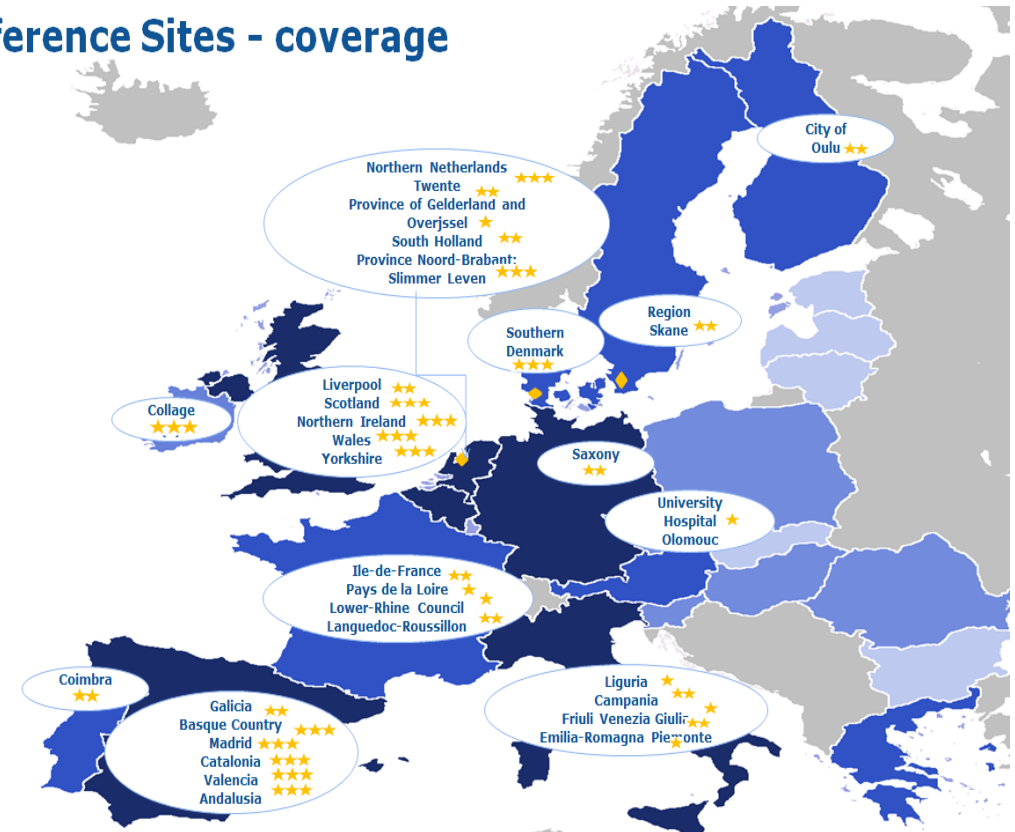 ference Sites - coverage
City of
Oulu
Northern Netherlands
Twente
Province of Gelderland and
Overjssel
South Holland
Province Noord-Brabant:
Slimmer Leven
Region
Skane
Southern
Denmark
Liverpool
Scotland
Northern Ireland
Wales
Yorkshire
Collage
Saxony
University
Hospital
Olomouc
Ile-de-France
Pays de la Loire
Lower-Rhine Council
Languedoc-Roussillon
Coimbra
Galicia
Basque Country
Madrid
Catalonia
Valencia
Andalusia
Liguria
Campania
Friuli Venezia Giulia
Emilia-Romagna Piemonte